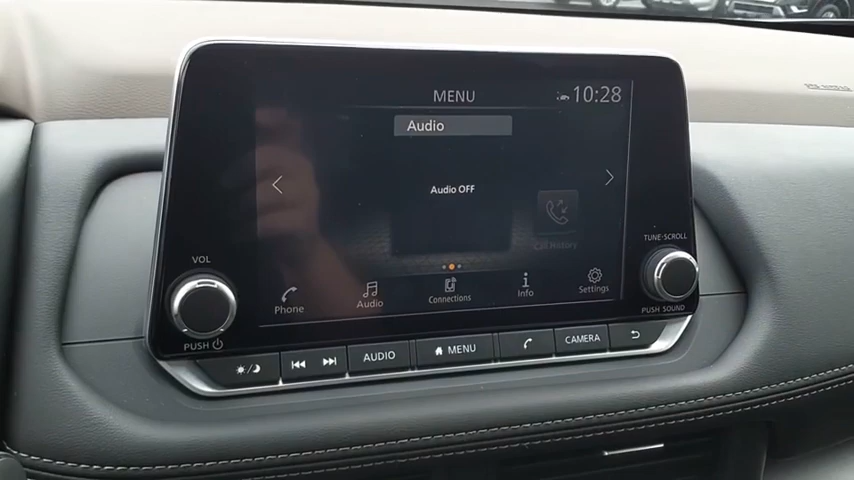 MENU
10:28
Audio
Audio OFF
Call History
VOL
TUNE·SCROLL
Phone
Audio
Connections
Info
Settings
PUSH
PUSH SOUND
AUDIO
MENU
CAMERA